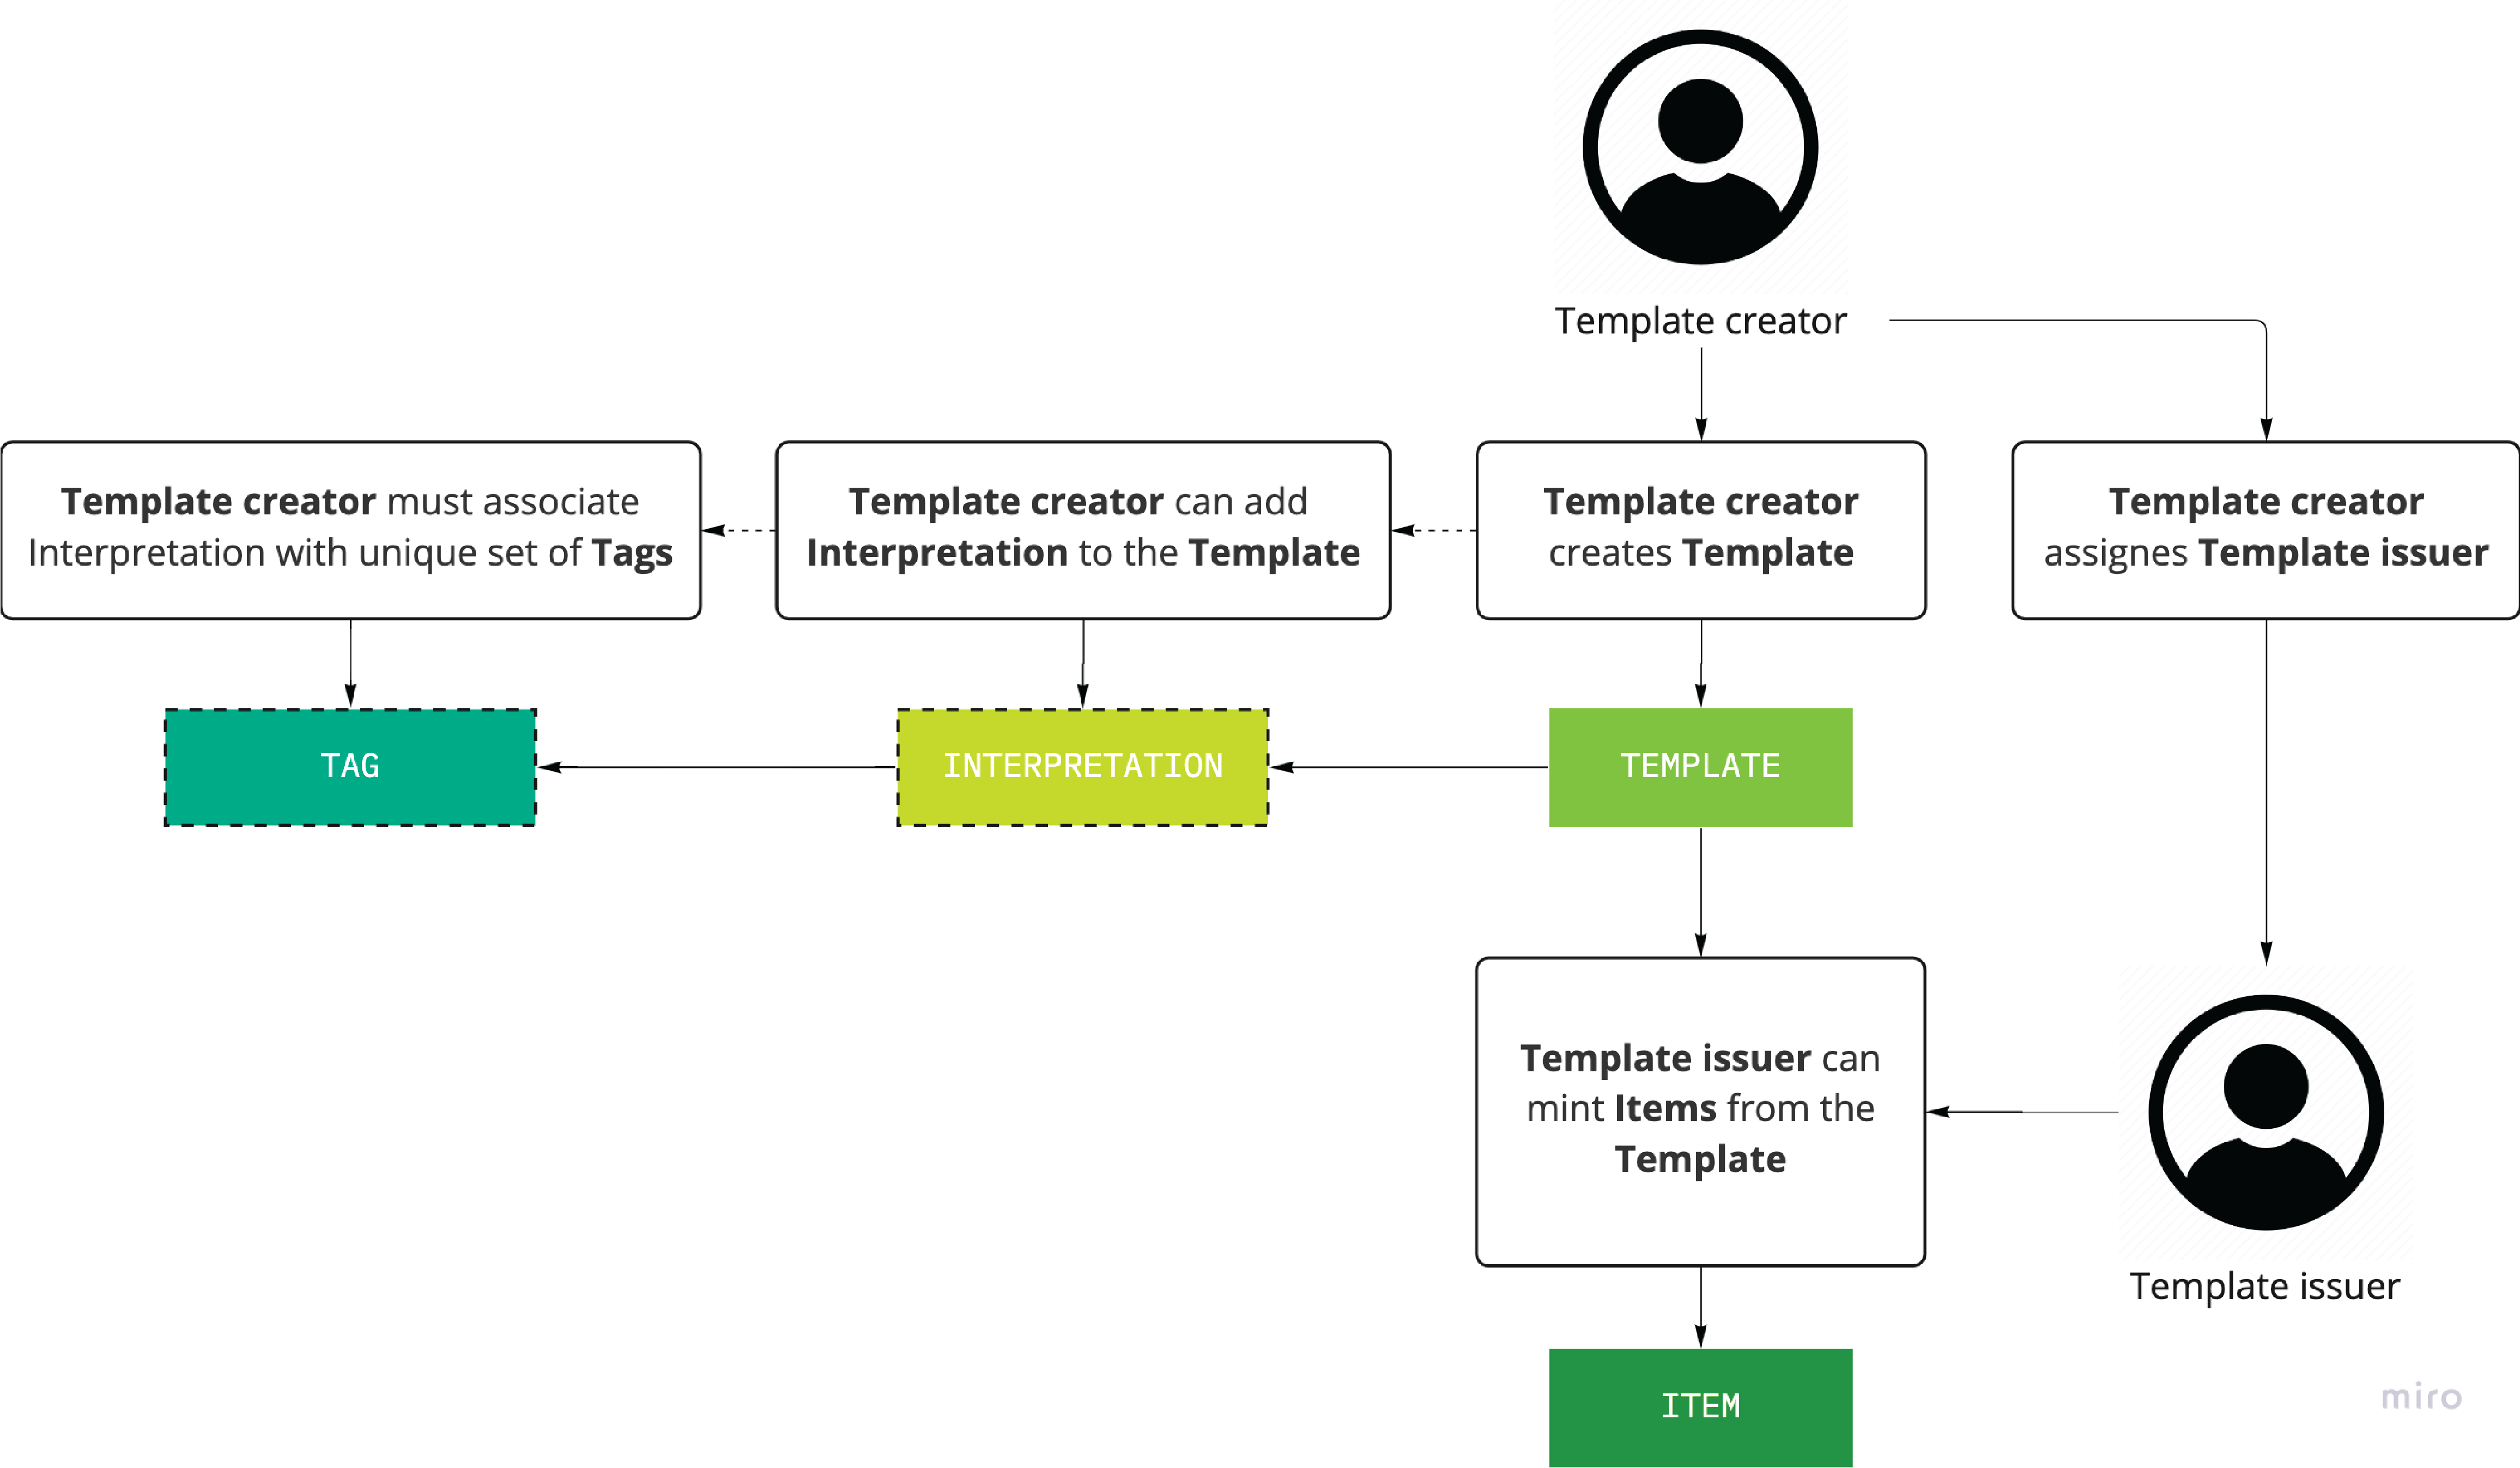 Template creator
Template creator must associate
Interpretation with unique set of Tags
Template creator can add
Interpretation to the Template
Template creator
creates Template
Template creator
assignes Template issuer
TAG
INTERPRETATION
TEMPLATE
Template issuer can
mint Items from the
Template
Template issuer
ITEM
miro